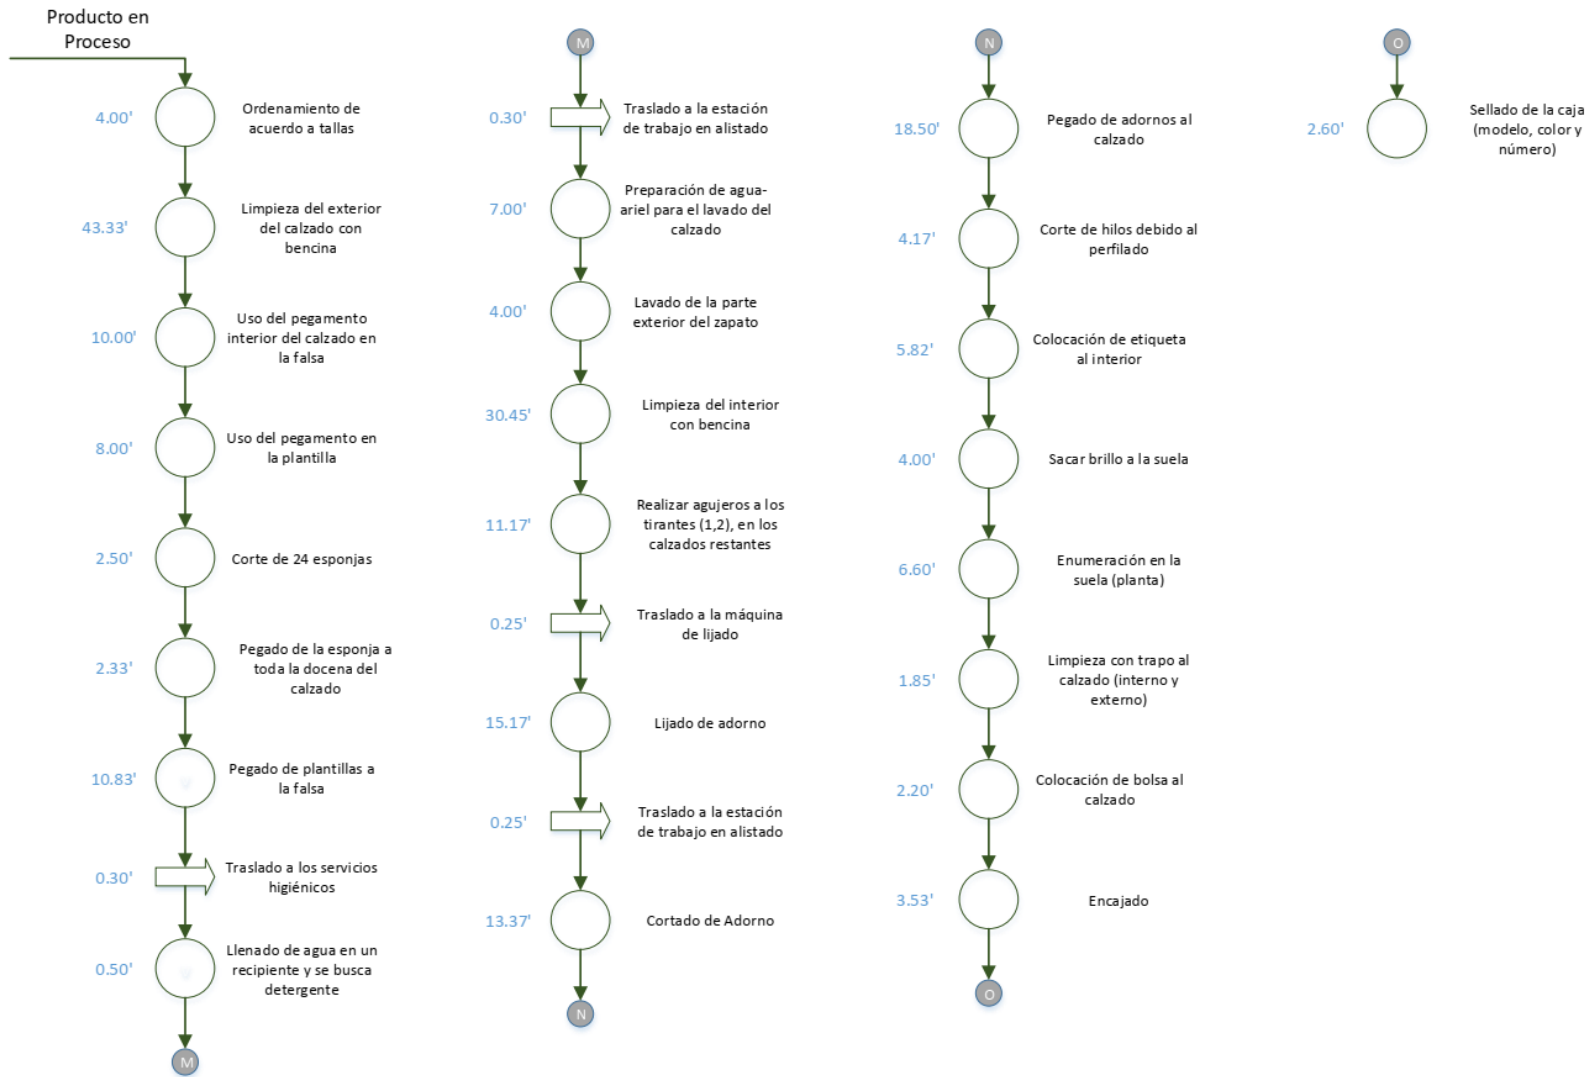 Producto en
Proceso
4.00'
Ordenamiento de
acuerdo a tallas
43.33'
Limpieza del exterior
del calzado con
bencina
10.00'
Uso del pegamento
interior del calzado en
la falsa
8.00'
Uso del pegamento en
la plantilla
2.50'
Corte de 24 esponjas
2.33'
Pegado de la esponja a
toda la docena del
calzado
10.83'
Pegado de plantillas a
la falsa
0.30'
Traslado a los servicios
higiénicos
0.50'
Llenado de agua en un
recipiente y se busca
detergente
M
M
0.30'
Traslado a la estación
de trabajo en alistado
7.00'
Preparación de agua-
ariel para el lavado del
calzado
4.00'
Lavado de la parte
exterior del zapato
30.45'
Limpieza del interior
con bencina
11.17'
Realizar agujeros a los
tirantes (1,2), en los
calzados restantes
0.25'
Traslado a la máquina
de lijado
15.17'
Lijado de adorno
0.25'
Traslado a la estación
de trabajo en alistado
13.37'
Cortado de Adorno
N
N
18.50'
Pegado de adornos al
calzado
4.17'
Corte de hilos debido al
perfilado
5.82'
Colocación de etiqueta
al interior
4.00'
Sacar brillo a la suela
6.60'
Enumeración en la
suela (planta)
1.85'
Limpieza con trapo al
calzado (interno y
externo)
2.20'
Colocación de bolsa al
calzado
3.53'
Encajado
O
O
2.60'
Sellado de la caja
(modelo, color y
número)